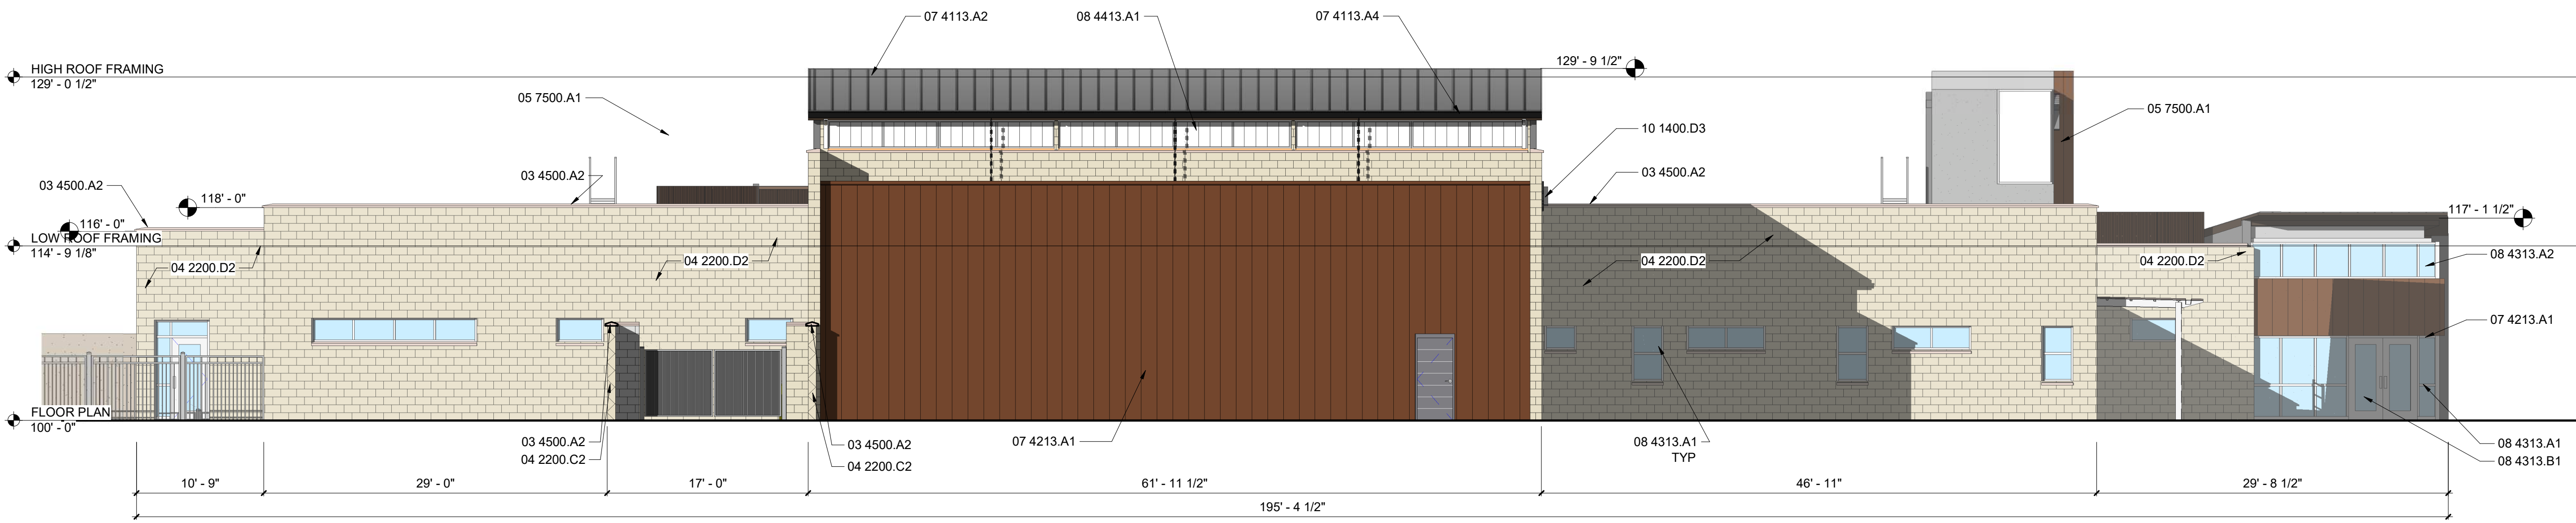 07 4113.A2
08 4413.A1
07 4113.A4
129' - 9 1/2"
HIGH ROOF FRAMING
129' - 0 1/2"
05 7500.A1
05 7500.A1
10 1400.D3
03 4500.A2
03 4500.A2
03 4500.A2
118' - 0"
116' - 0"
117' - 1 1/2"
LOW ROOF FRAMING
114' - 9 1/8"
04 2200.D2
04 2200.D2
04 2200.D2
04 2200.D2
08 4313.A2
07 4213.A1
FLOOR PLAN
100' - 0"
03 4500.A2
04 2200.C2
03 4500.A2
04 2200.C2
07 4213.A1
08 4313.A1
TYP
08 4313.A1
08 4313.B1
10' - 9"
29' - 0"
17' - 0"
61' - 11 1/2"
46' - 11"
29' - 8 1/2"
195' - 4 1/2"